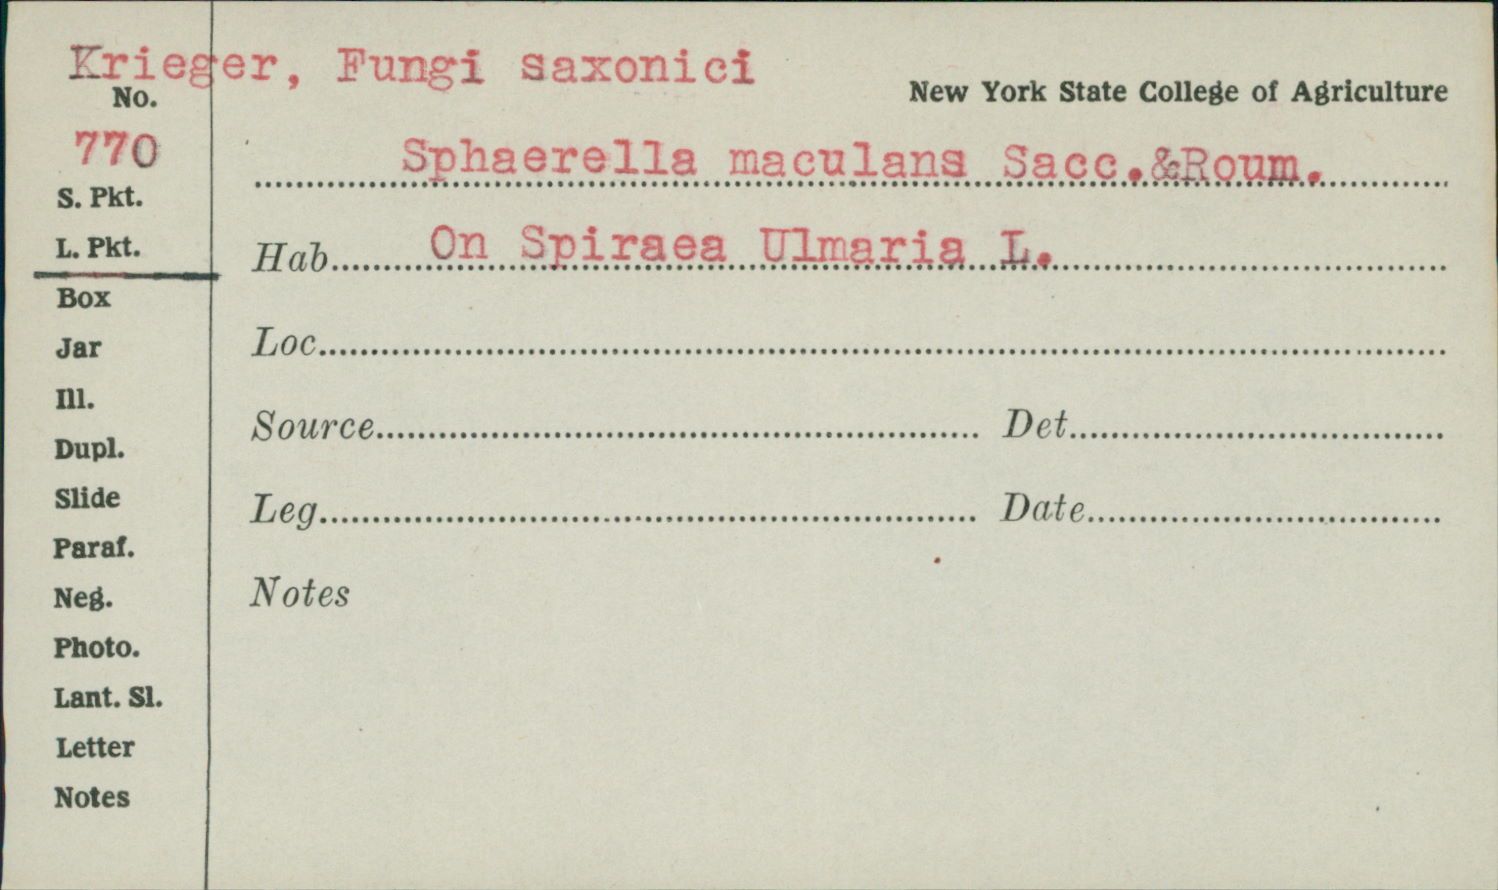 Krieger, Fungi saxonici
No.
New York State College of Agriculture
770
Sphaerella maculans Sacc.&Roum.
S. Pkt.
L. Pkt.
Hab. On Spiraea Ulmaria L.
Box
Jar
Loc.
Ill.
Source
Det.
Dupl.
Slide
Leg.
Date
Paraf.
Neg.
Notes
Photo.
Lant. Sl.
Letter
Notes